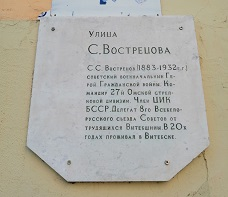 Улица
С. Вострецова
С. С. Вострецов (1883-1932 г.г)
советский военачальник Ге-
рой Гражданской войны. Ко-
мандир 27й Омской стрел-
ковой дивизии. Член ЦИК
БССР. Делегат 8го Всебело-
русского съезда Советов от
трудящихся Витебщины. В 20х
годах проживал в Витебске.